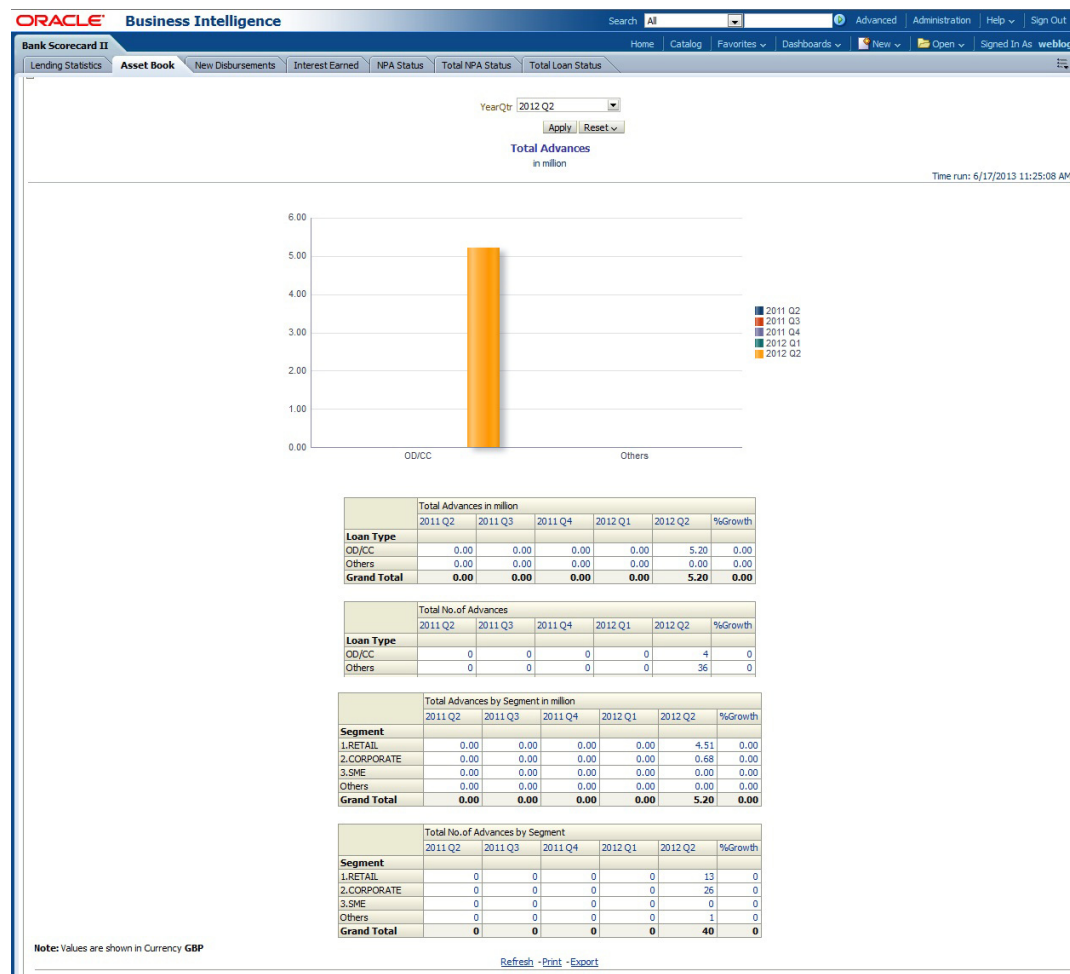 ORACLE Business Intelligence Search All Advanced Administration Help Sign Out
Bank Scorecard II Home Catalog Favorites Dashboards New Open Signed In As weblog
Lending Statistics Asset Book New Disbursements Interest Earned NPA Status Total NPA Status Total Loan Status
YearQtr 2012 Q2
Apply Reset
Total Advances
in million
Time run: 6/17/2013 11:25:08 AM
6.00
5.00
4.00
3.00
2.00
1.00
0.00
OD/CC Others
2011 Q2
2011 Q3
2011 Q4
2012 Q1
2012 Q2
Total Advances in million
2011 Q2 2011 Q3 2011 Q4 2012 Q1 2012 Q2 %Growth
Loan Type
OD/CC 0.00 0.00 0.00 0.00 5.20 0.00
Others 0.00 0.00 0.00 0.00 0.00 0.00
Grand Total 0.00 0.00 0.00 0.00 5.20 0.00
Total No.of Advances
2011 Q2 2011 Q3 2011 Q4 2012 Q1 2012 Q2 %Growth
Loan Type
OD/CC 0 0 0 0 4 0
Others 0 0 0 0 36 0
Total Advances by Segment in million
2011 Q2 2011 Q3 2011 Q4 2012 Q1 2012 Q2 %Growth
Segment
1.RETAIL 0.00 0.00 0.00 0.00 4.51 0.00
2.CORPORATE 0.00 0.00 0.00 0.00 0.68 0.00
3.SME 0.00 0.00 0.00 0.00 0.00 0.00
Others 0.00 0.00 0.00 0.00 0.00 0.00
Grand Total 0.00 0.00 0.00 0.00 5.20 0.00
Total No.of Advances by Segment
2011 Q2 2011 Q3 2011 Q4 2012 Q1 2012 Q2 %Growth
Segment
1.RETAIL 0 0 0 0 13 0
2.CORPORATE 0 0 0 0 26 0
3.SME 0 0 0 0 0 0
Others 0 0 0 0 1 0
Grand Total 0 0 0 0 40 0
Note: Values are shown in Currency GBP
Refresh - Print - Export